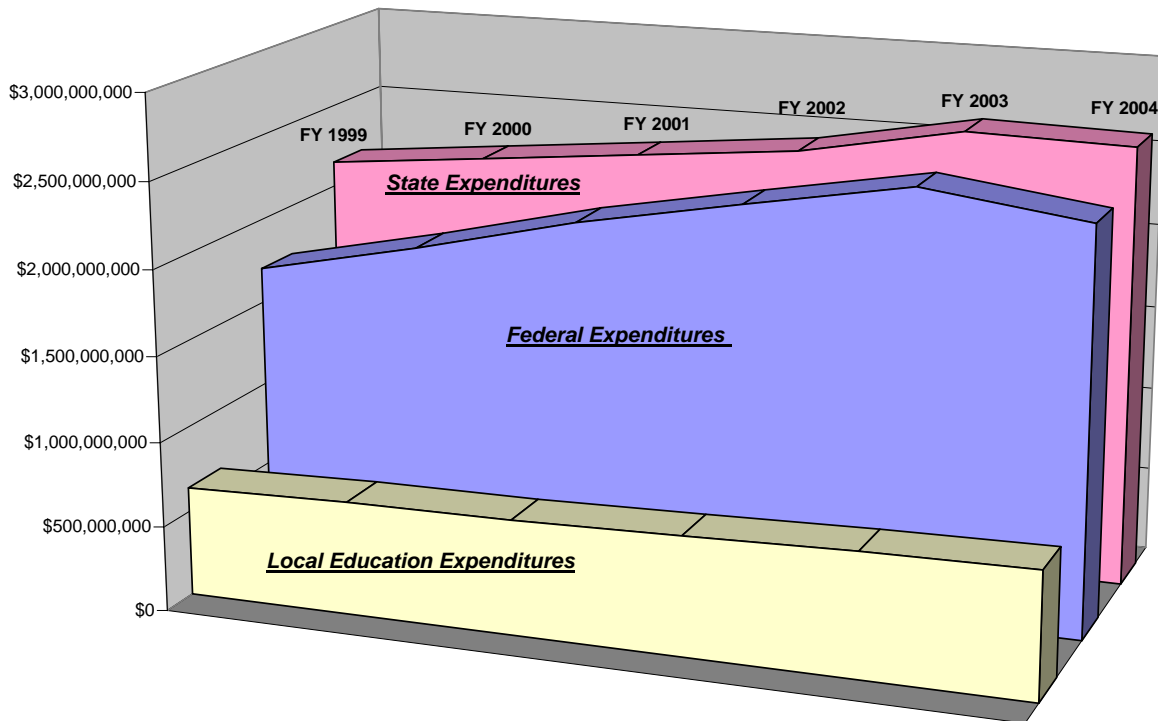 $3,000,000,000
$2,500,000,000
$2,000,000,000
$1,500,000,000
$1,000,000,000
$500,000,000
$0
FY 1999
FY 2000
FY 2001
FY 2002
FY 2003
FY 2004
State Expenditures
Federal Expenditures
Local Education Expenditures